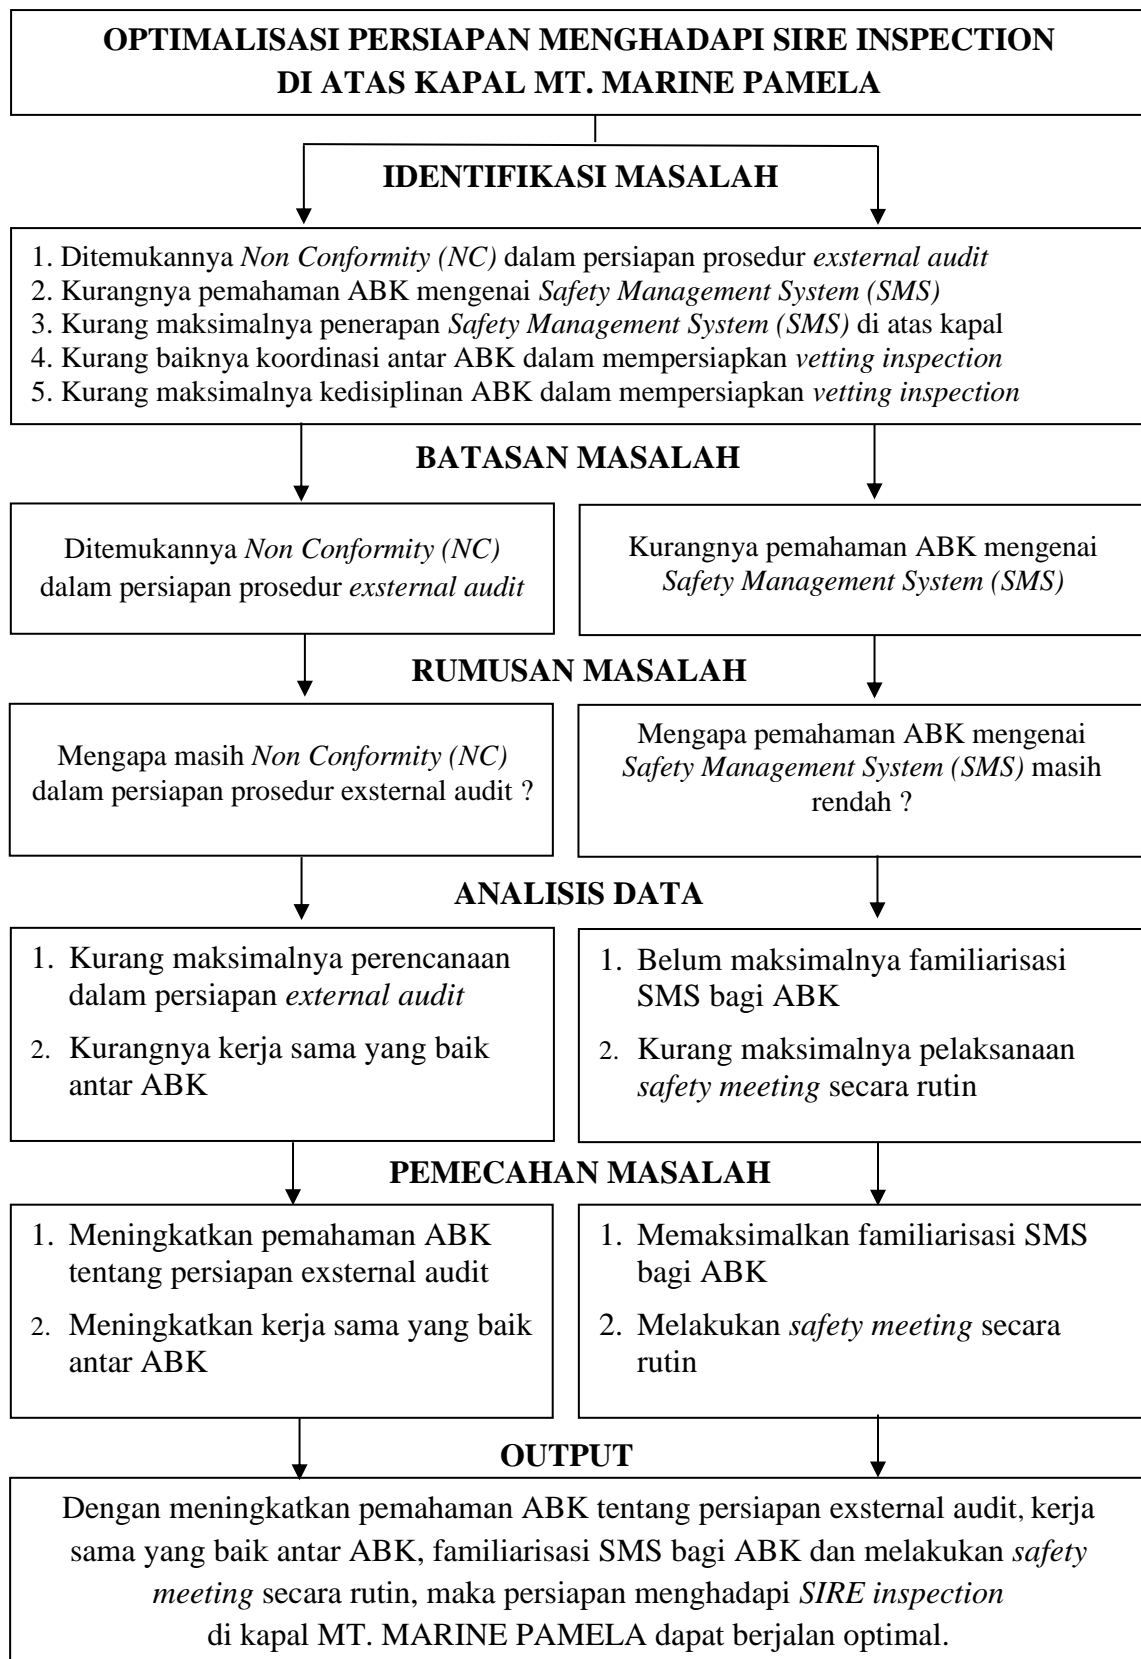 OPTIMALISASI PERSIAPAN MENGHADAPI SIRE INSPECTION
DI ATAS KAPAL MT. MARINE PAMELA
IDENTIFIKASI MASALAH
1. Ditemukannya Non Conformity (NC) dalam persiapan prosedur exsternal audit
2. Kurangnya pemahaman ABK mengenai Safety Management System (SMS)
3. Kurang maksimalnya penerapan Safety Management System (SMS) di atas kapal
4. Kurang baiknya koordinasi antar ABK dalam mempersiapkan vetting inspection
5. Kurang maksimalnya kedisiplinan ABK dalam mempersiapkan vetting inspection
BATASAN MASALAH
Ditemukannya Non Conformity (NC)
dalam persiapan prosedur exsternal audit
Kurangnya pemahaman ABK mengenai
Safety Management System (SMS)
RUMUSAN MASALAH
Mengapa masih Non Conformity (NC)
dalam persiapan prosedur exsternal audit ?
Mengapa pemahaman ABK mengenai
Safety Management System (SMS) masih
rendah ?
ANALISIS DATA
1. Kurang maksimalnya perencanaan
dalam persiapan external audit
2. Kurangnya kerja sama yang baik
antar ABK
1. Belum maksimalnya familiarisasi
SMS bagi ABK
2. Kurang maksimalnya pelaksanaan
safety meeting secara rutin
PEMECAHAN MASALAH
1. Meningkatkan pemahaman ABK
tentang persiapan exsternal audit
2. Meningkatkan kerja sama yang baik
antar ABK
1. Memaksimalkan familiarisasi SMS
bagi ABK
2. Melakukan safety meeting secara
rutin
OUTPUT
Dengan meningkatkan pemahaman ABK tentang persiapan exsternal audit, kerja
sama yang baik antar ABK, familiarisasi SMS bagi ABK dan melakukan safety
meeting secara rutin, maka persiapan menghadapi SIRE inspection
di kapal MT. MARINE PAMELA dapat berjalan optimal.